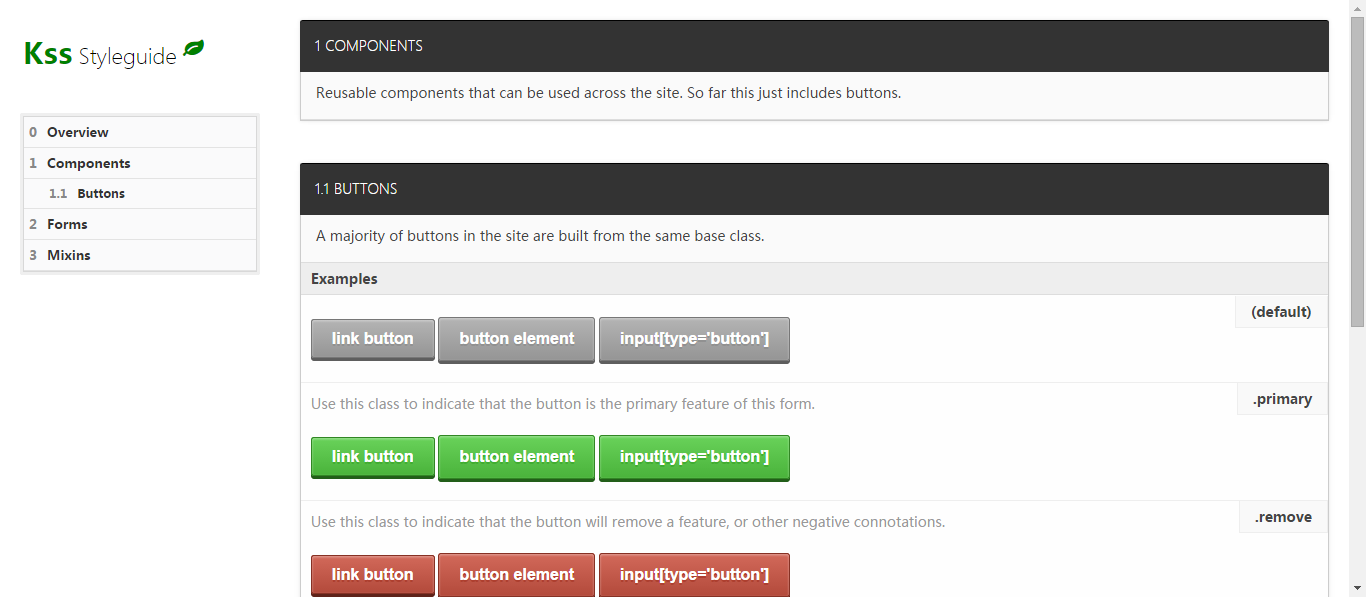 Kss Styleguide
0 Overview
1 Components
1.1 Buttons
2 Forms
3 Mixins
1 COMPONENTS
Reusable components that can be used across the site. So far this just includes buttons.
1.1 BUTTONS
A majority of buttons in the site are built from the same base class.
Examples
(default)
link button button element input[type='button']
Use this class to indicate that the button is the primary feature of this form.
.primary
link button button element input[type='button']
Use this class to indicate that the button will remove a feature, or other negative connotations.
.remove
link button button element input[type='button']